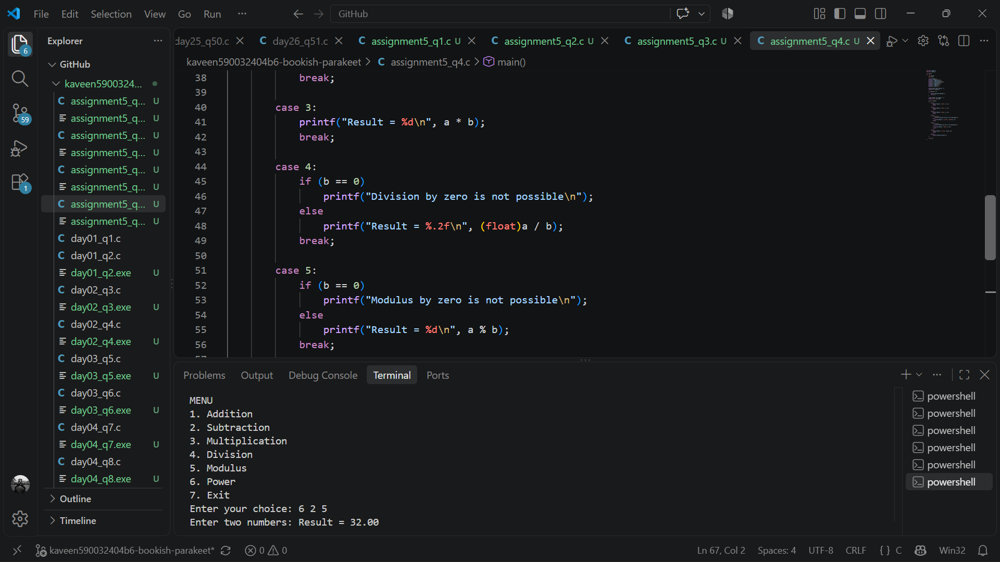 File Edit Selection View Go Run ··· GitHub
Explorer ···
GitHub
kaveen5900324...
assignment5_q... U
assignment5_q... U
assignment5_q... U
assignment5_q... U
assignment5_q... U
assignment5_q... U
assignment5_q... U
assignment5_q... U
day01_q1.c
day01_q2.c
day01_q2.exe U
day02_q3.c
day02_q3.exe U
day02_q4.c
day02_q4.exe U
day03_q5.c
day03_q5.exe U
day03_q6.c
day03_q6.exe U
day04_q7.c
day04_q7.exe U
day04_q8.c
day04_q8.exe U
Outline
Timeline
6
59
1
day25_q50.c C day26_q51.c C assignment5_q1.c U C assignment5_q2.c U C assignment5_q3.c U C assignment5_q4.c U
kaveen590032404b6-bookish-parakeet > C assignment5_q4.c > main()
38 break;
39
40 case 3:
41 printf("Result = %d\n", a * b);
42 break;
43
44 case 4:
45 if (b == 0)
46 printf("Division by zero is not possible\n");
47 else
48 printf("Result = %.2f\n", (float)a / b);
49 break;
50
51 case 5:
52 if (b == 0)
53 printf("Modulus by zero is not possible\n");
54 else
55 printf("Result = %d\n", a % b);
56 break;
Problems Output Debug Console Terminal Ports
MENU
1. Addition
2. Subtraction
3. Multiplication
4. Division
5. Modulus
6. Power
7. Exit
Enter your choice: 6 2 5
Enter two numbers: Result = 32.00
powershell
powershell
powershell
powershell
powershell
powershell
kaveen590032404b6-bookish-parakeet* 0 0 Ln 67, Col 2 Spaces: 4 UTF-8 CRLF { } C Win32